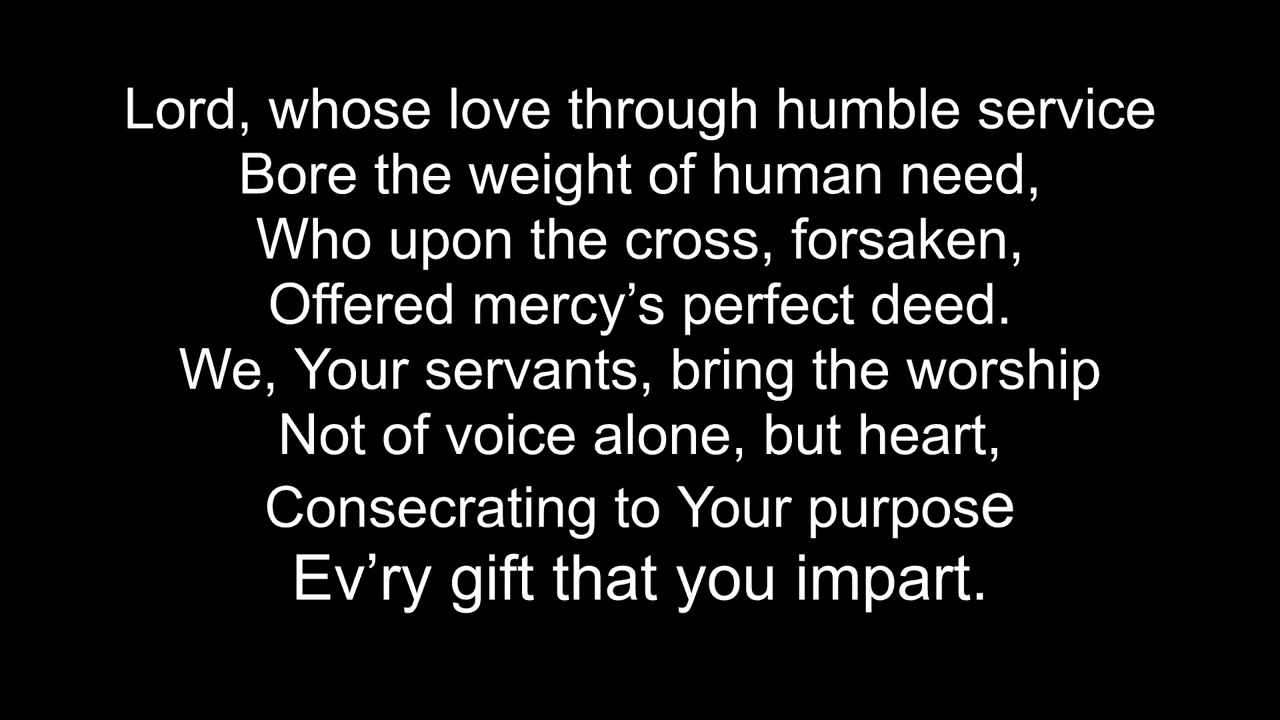 Lord, whose love through humble service
Bore the weight of human need,
Who upon the cross, forsaken,
Offered mercy’s perfect deed.
We, Your servants, bring the worship
Not of voice alone, but heart,
Consecrating to Your purpose
Ev’ry gift that you impart.